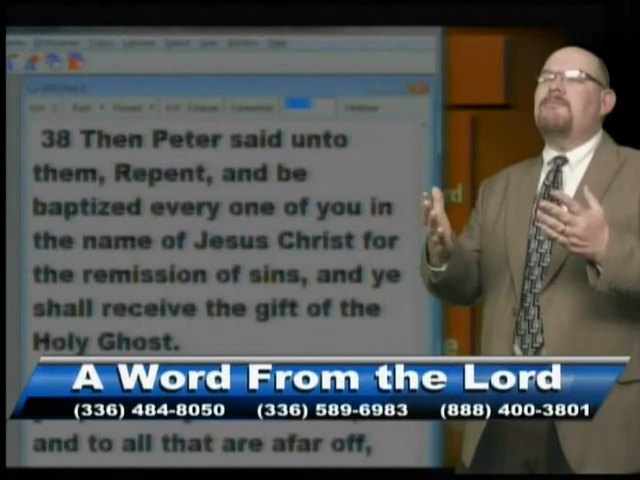 38 Then Peter said unto
them, Repent, and be
baptized every one of you in
the name of Jesus Christ for
the remission of sins, and ye
shall receive the gift of the
Holy Ghost.
A Word From the Lord
(336) 484-8050 (336) 589-6983 (888) 400-3801
and to all that are afar off,